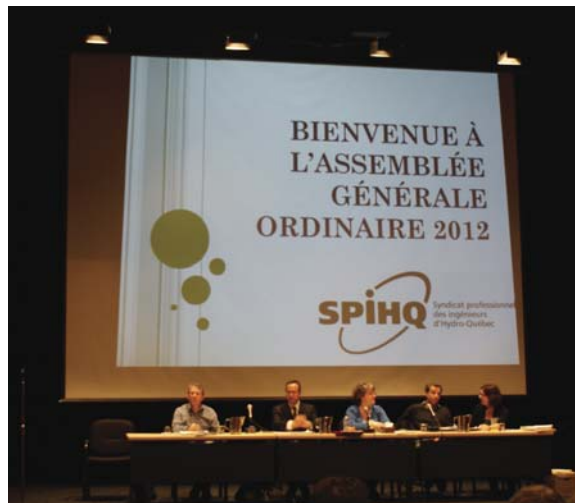 BIENVENUE À
L'ASSEMBLÉE
GÉNÉRALE
ORDINAIRE 2012
SPIHQ
Syndicat professionnel
des ingénieurs
d'Hydro-Québec